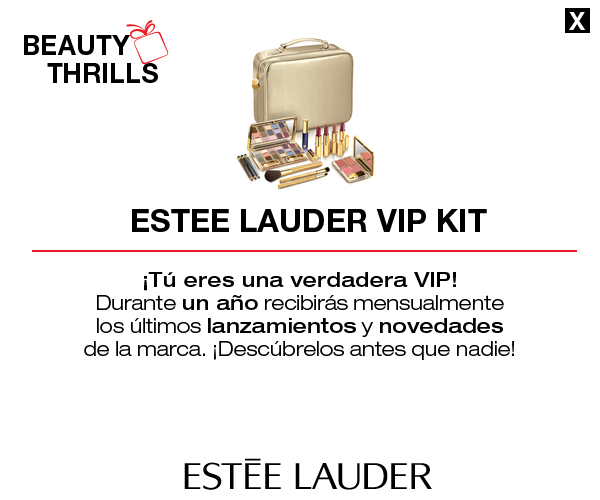 X
BEAUTY
THRILLS
ESTEE LAUDER VIP KIT
¡Tú eres una verdadera VIP!
Durante un año recibirás mensualmente
los últimos lanzamientos y novedades
de la marca. ¡Descúbrelos antes que nadie!
ESTĒE LAUDER